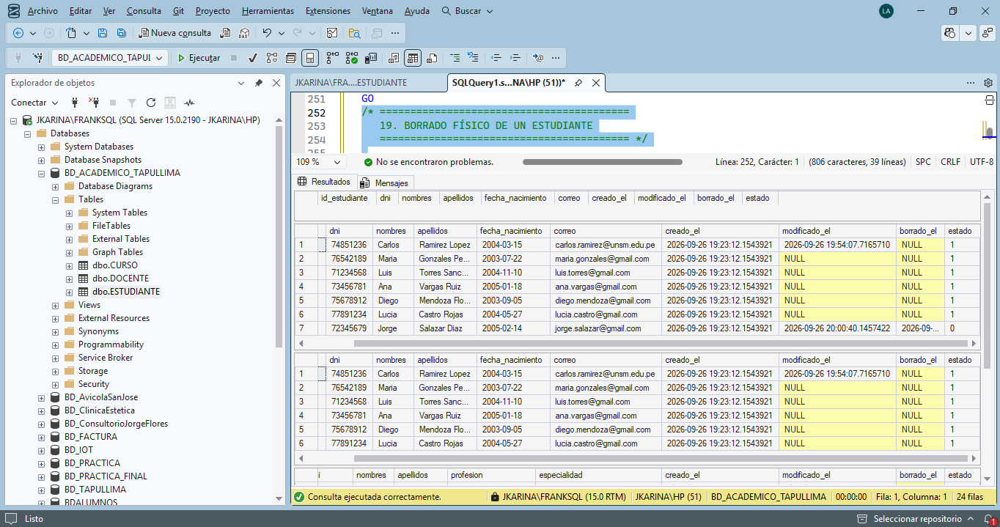 Archivo Editar Ver Consulta Git Proyecto Herramientas Extensiones Ventana Ayuda Buscar LA
Nueva consulta DAX
BD_ACADEMICO_TAPUL Ejecutar
Explorador de objetos
Conectar
JKARINA\FRANKSQL (SQL Server 15.0.2190 - JKARINA\HP)
Databases
System Databases
Database Snapshots
BD_ACADEMICO_TAPULLIMA
Database Diagrams
Tables
System Tables
FileTables
External Tables
Graph Tables
dbo.CURSO
dbo.DOCENTE
dbo.ESTUDIANTE
Views
External Resources
Synonyms
Programmability
Service Broker
Storage
Security
BD_AvicolaSanJose
BD_ClinicaEstetica
BD_ConsultorioJorgeFlores
BD_FACTURA
BD_IOT
BD_PRACTICA
BD_PRACTICA_FINAL
BD_TAPULLIMA
BDALUMNOS
JKARINA\FRA....ESTUDIANTE SQLQuery1.s...NA\HP (51))*
251 GO
252 /* =========================================
253 19. BORRADO FÍSICO DE UN ESTUDIANTE
254 ========================================= */
255
109 % No se encontraron problemas. Línea: 252, Carácter: 1 (806 caracteres, 39 líneas) SPC CRLF UTF-8
Resultados Mensajes
id_estudiante dni nombres apellidos fecha_nacimiento correo creado_el modificado_el borrado_el estado
dni nombres apellidos fecha_nacimiento correo creado_el modificado_el borrado_el estado
1 74851236 Carlos Ramirez Lopez 2004-03-15 carlos.ramirez@unsm.edu.pe 2026-09-26 19:23:12.1543921 2026-09-26 19:54:07.7165710 NULL 1
2 76542189 Maria Gonzales Pe... 2003-07-22 maria.gonzales@gmail.com 2026-09-26 19:23:12.1543921 NULL NULL 1
3 71234568 Luis Torres Sanc... 2004-11-10 luis.torres@gmail.com 2026-09-26 19:23:12.1543921 NULL NULL 1
4 73456781 Ana Vargas Ruiz 2005-01-18 ana.vargas@gmail.com 2026-09-26 19:23:12.1543921 NULL NULL 1
5 75678912 Diego Mendoza Flo... 2003-09-05 diego.mendoza@gmail.com 2026-09-26 19:23:12.1543921 NULL NULL 1
6 77891234 Lucia Castro Rojas 2004-05-27 lucia.castro@gmail.com 2026-09-26 19:23:12.1543921 NULL NULL 1
7 72345679 Jorge Salazar Diaz 2005-02-14 jorge.salazar@gmail.com 2026-09-26 19:23:12.1543921 2026-09-26 20:00:40.1457422 2026-09-... 0
dni nombres apellidos fecha_nacimiento correo creado_el modificado_el borrado_el estado
1 74851236 Carlos Ramirez Lopez 2004-03-15 carlos.ramirez@unsm.edu.pe 2026-09-26 19:23:12.1543921 2026-09-26 19:54:07.7165710 NULL 1
2 76542189 Maria Gonzales Pe... 2003-07-22 maria.gonzales@gmail.com 2026-09-26 19:23:12.1543921 NULL NULL 1
3 71234568 Luis Torres Sanc... 2004-11-10 luis.torres@gmail.com 2026-09-26 19:23:12.1543921 NULL NULL 1
4 73456781 Ana Vargas Ruiz 2005-01-18 ana.vargas@gmail.com 2026-09-26 19:23:12.1543921 NULL NULL 1
5 75678912 Diego Mendoza Flo... 2003-09-05 diego.mendoza@gmail.com 2026-09-26 19:23:12.1543921 NULL NULL 1
6 77891234 Lucia Castro Rojas 2004-05-27 lucia.castro@gmail.com 2026-09-26 19:23:12.1543921 NULL NULL 1
i nombres apellidos profesion especialidad creado_el modificado_el borrado_el estado
Consulta ejecutada correctamente. JKARINA\FRANKSQL (15.0 RTM) JKARINA\HP (51) BD_ACADEMICO_TAPULLIMA 00:00:00 Fila: 1, Columna: 1 24 filas
Listo Seleccionar repositorio 1